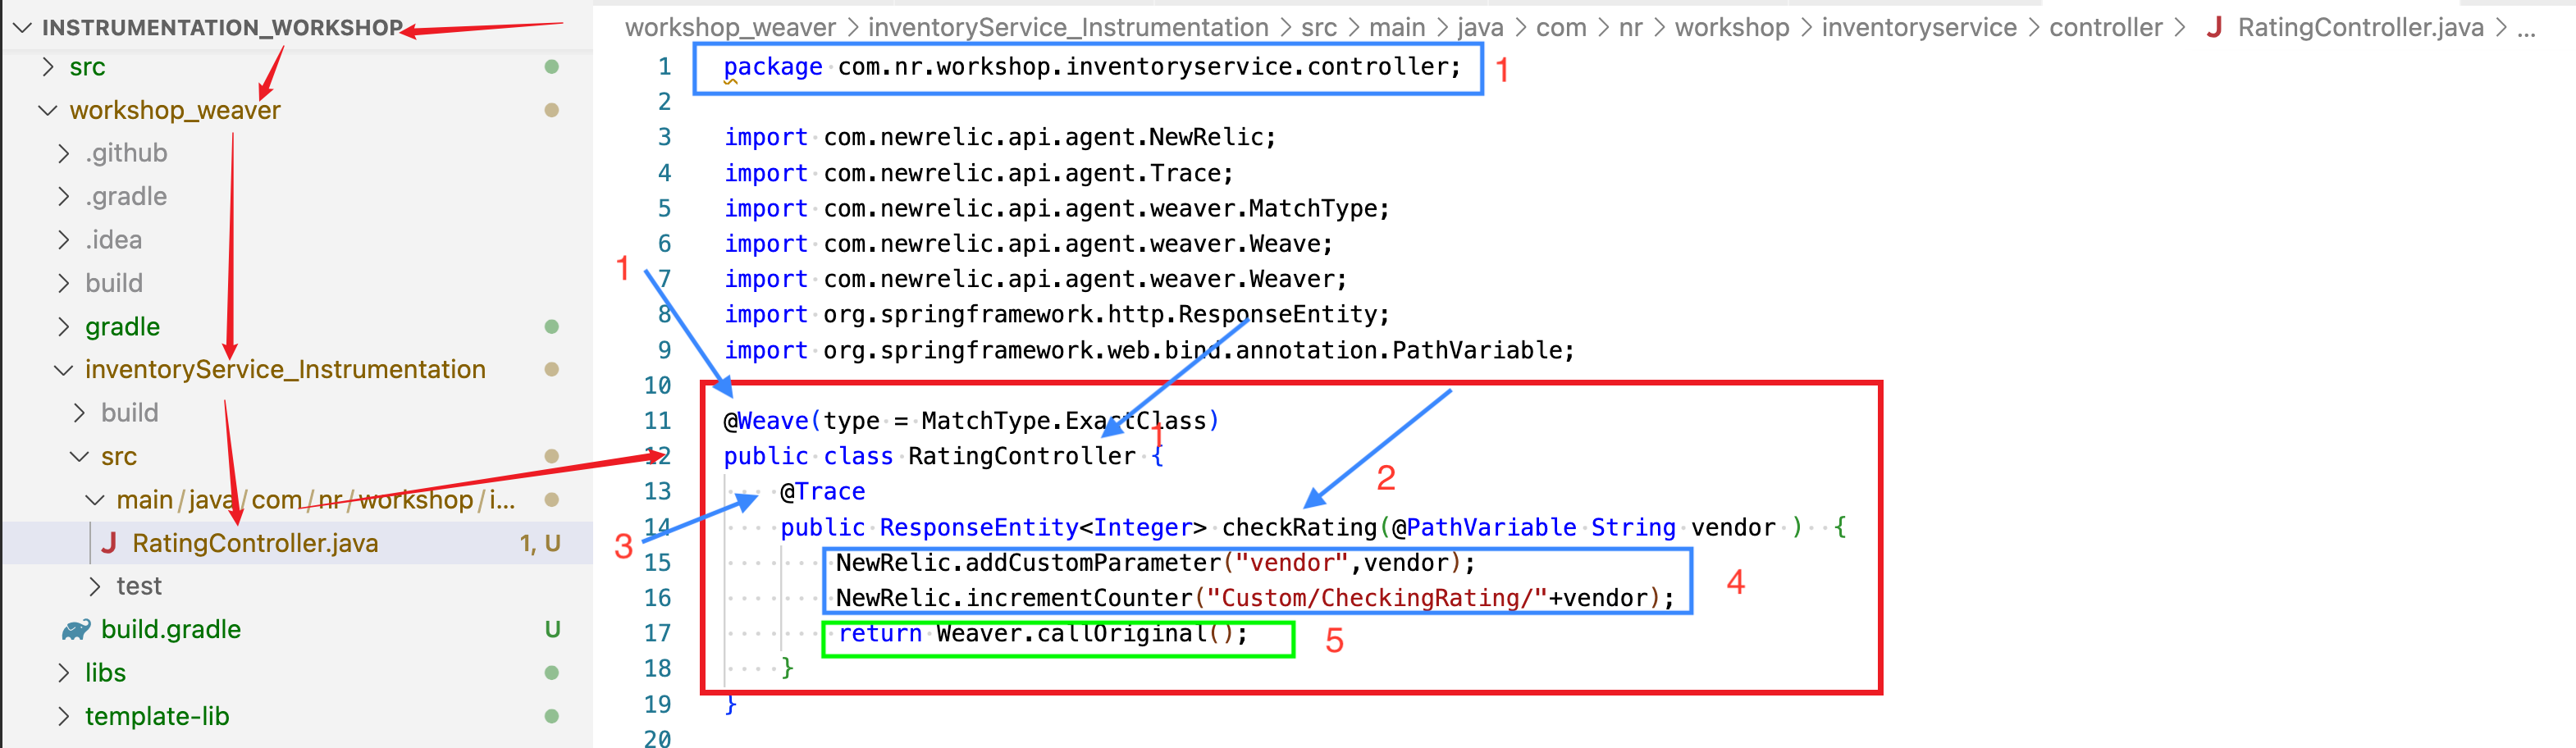 INSTRUMENTATION_WORKSHOP
src
workshop_weaver
.github
.gradle
.idea
build
gradle
inventoryService_Instrumentation
build
src
main/java/com/nr/workshop/i...
RatingController.java 1, U
test
build.gradle U
libs
template-lib
workshop_weaver > inventoryService_Instrumentation > src > main > java > com > nr > workshop > inventoryservice > controller > J RatingController.java > ...
1 package com.nr.workshop.inventoryservice.controller; 1
2
3 import com.newrelic.api.agent.NewRelic;
4 import com.newrelic.api.agent.Trace;
5 import com.newrelic.api.agent.weaver.MatchType;
6 import com.newrelic.api.agent.weaver.Weave;
1
7 import com.newrelic.api.agent.weaver.Weaver;
8 import org.springframework.http.ResponseEntity;
9 import org.springframework.web.bind.annotation.PathVariable;
10
11 @Weave(type = MatchType.ExactClass)
1
12 public class RatingController {
13 @Trace
2
14 public ResponseEntity<Integer> checkRating(@PathVariable String vendor ) {
3
15 NewRelic.addCustomParameter("vendor",vendor);
4
16 NewRelic.incrementCounter("Custom/CheckingRating/"+vendor);
17 return Weaver.callOriginal(); 5
18 }
19 }
20